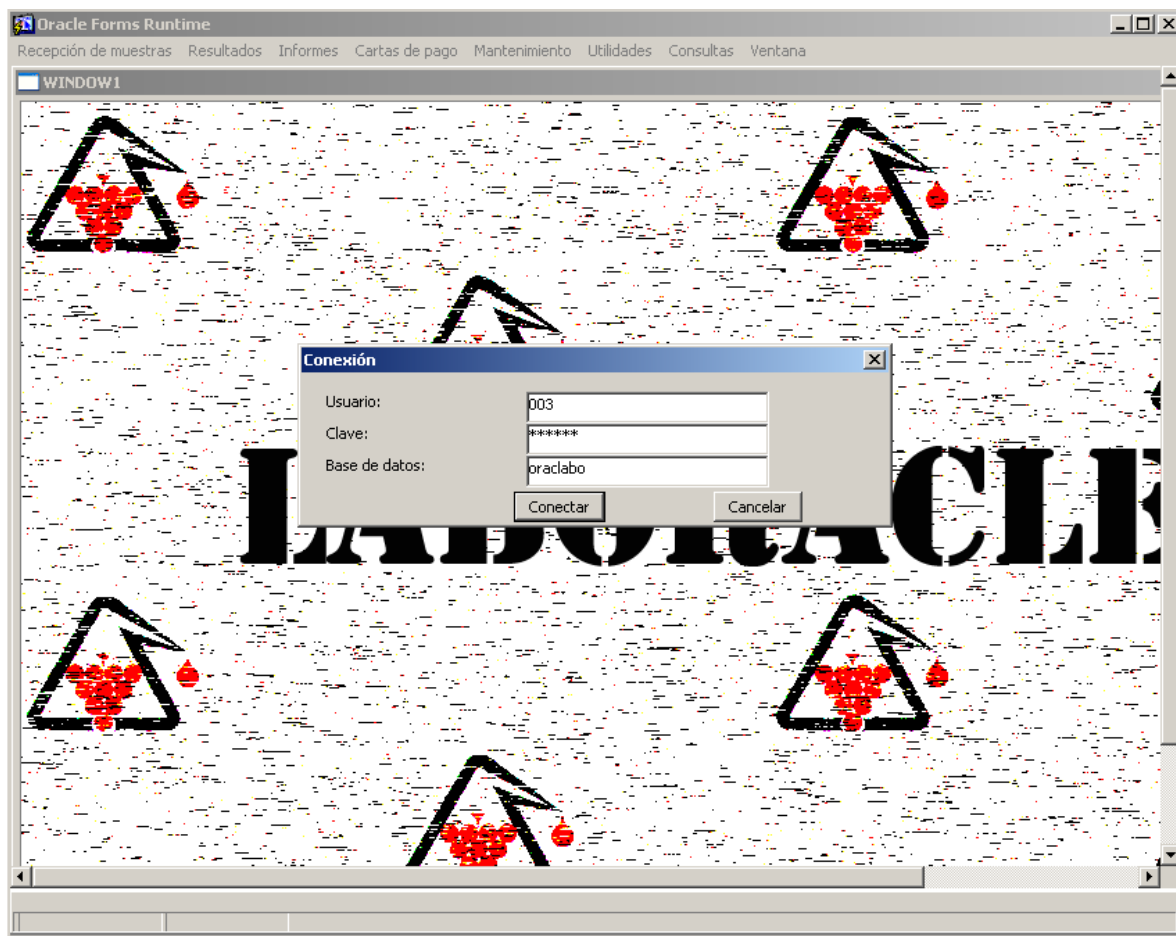 Oracle Forms Runtime
Recepción de muestras Resultados Informes Cartas de pago Mantenimiento Utilidades Consultas Ventana
WINDOW1
Conexión
Usuario: 003
Clave: ******
Base de datos: oraclabo
Conectar Cancelar
LABORACLE